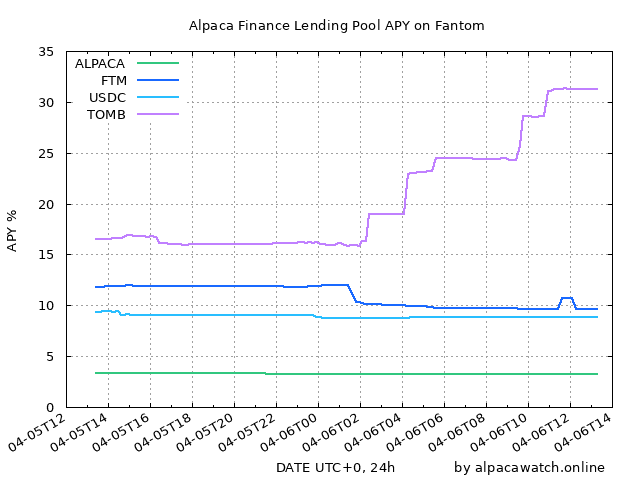 Alpaca Finance Lending Pool APY on Fantom
35
30
25
20
15
10
5
0
APY %
ALPACA
FTM
USDC
TOMB
04-05T12
04-05T14
04-05T16
04-05T18
04-05T20
04-05T22
04-06T00
04-06T02
04-06T04
04-06T06
04-06T08
04-06T10
04-06T12
04-06T14
DATE UTC+0, 24h
by alpacawatch.online